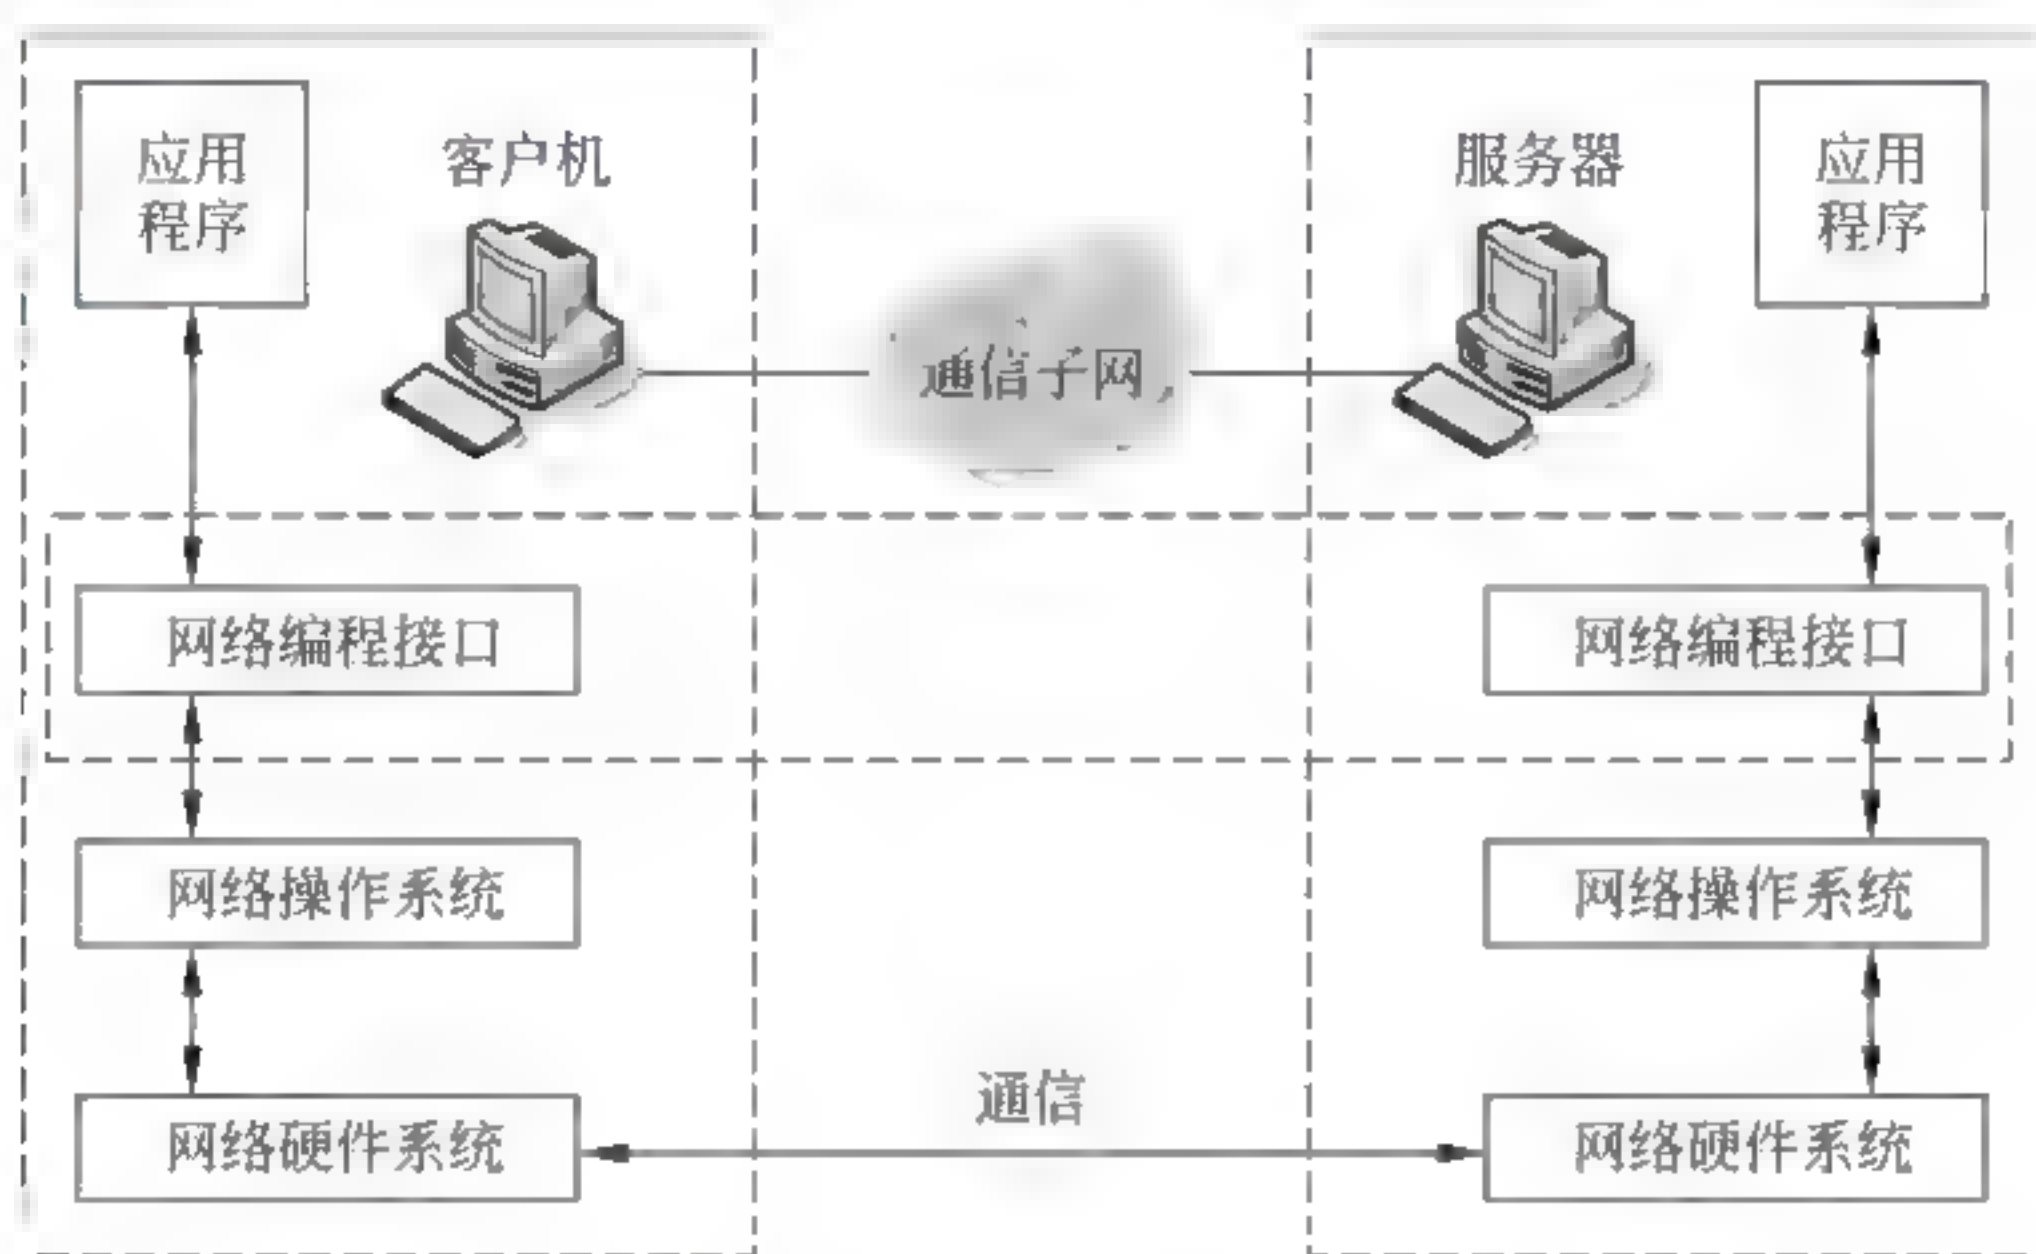 应用
程序
客户机
通信子网
服务器
应用
程序
网络编程接口
网络编程接口
网络操作系统
网络操作系统
通信
网络硬件系统
网络硬件系统